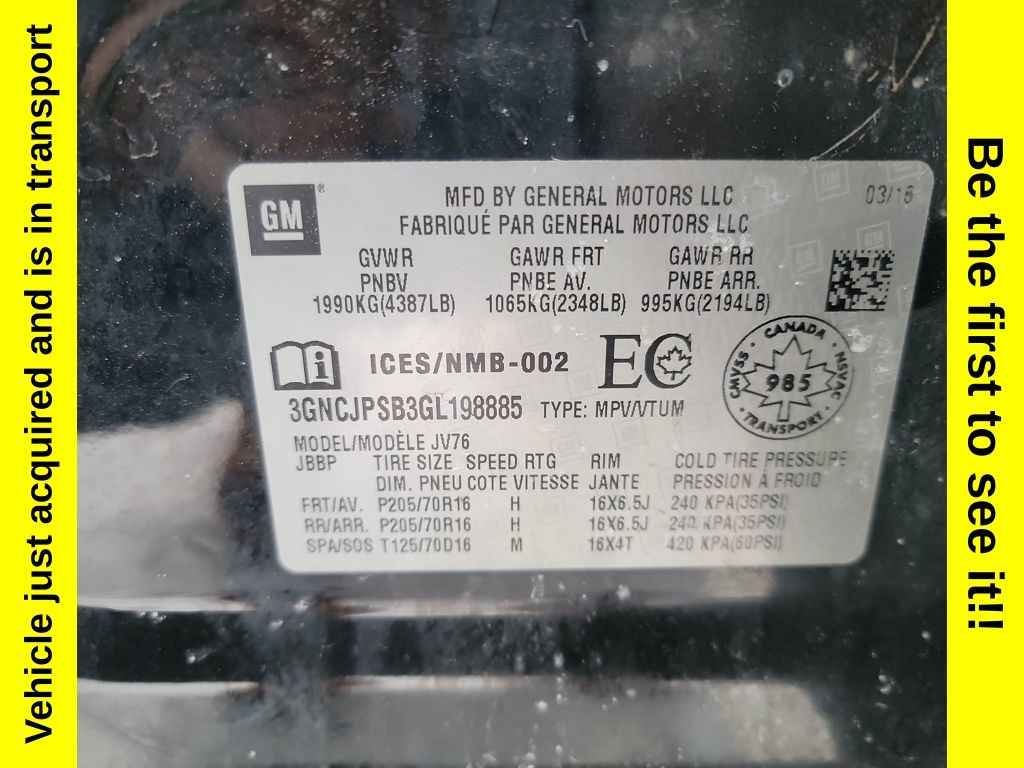 Vehicle just acquired and is in transport
GM®
MFD BY GENERAL MOTORS LLC
03/16
FABRIQUÉ PAR GENERAL MOTORS LLC
GVWR GAWR FRT GAWR RR
PNBV PNBE AV. PNBE ARR.
1990KG(4387LB) 1065KG(2348LB) 995KG(2194LB)
i ICES/NMB-002 EC
CANADA
CMVSS 985 NSVAC
TRANSPORT
3GNCJPSB3GL198885 TYPE: MPV/VTUM
MODEL/MODÈLE JV76
JBBP TIRE SIZE SPEED RTG RIM COLD TIRE PRESSURE
DIM. PNEU COTE VITESSE JANTE PRESSION À FROID
FRT/AV. P205/70R16 H 16X6.5J 240 KPA(35PSI)
RR/ARR. P205/70R16 H 16X6.5J 240 KPA(35PSI)
SPA/SOS T125/70D16 M 16X4T 420 KPA(60PSI)
Be the first to see it!!